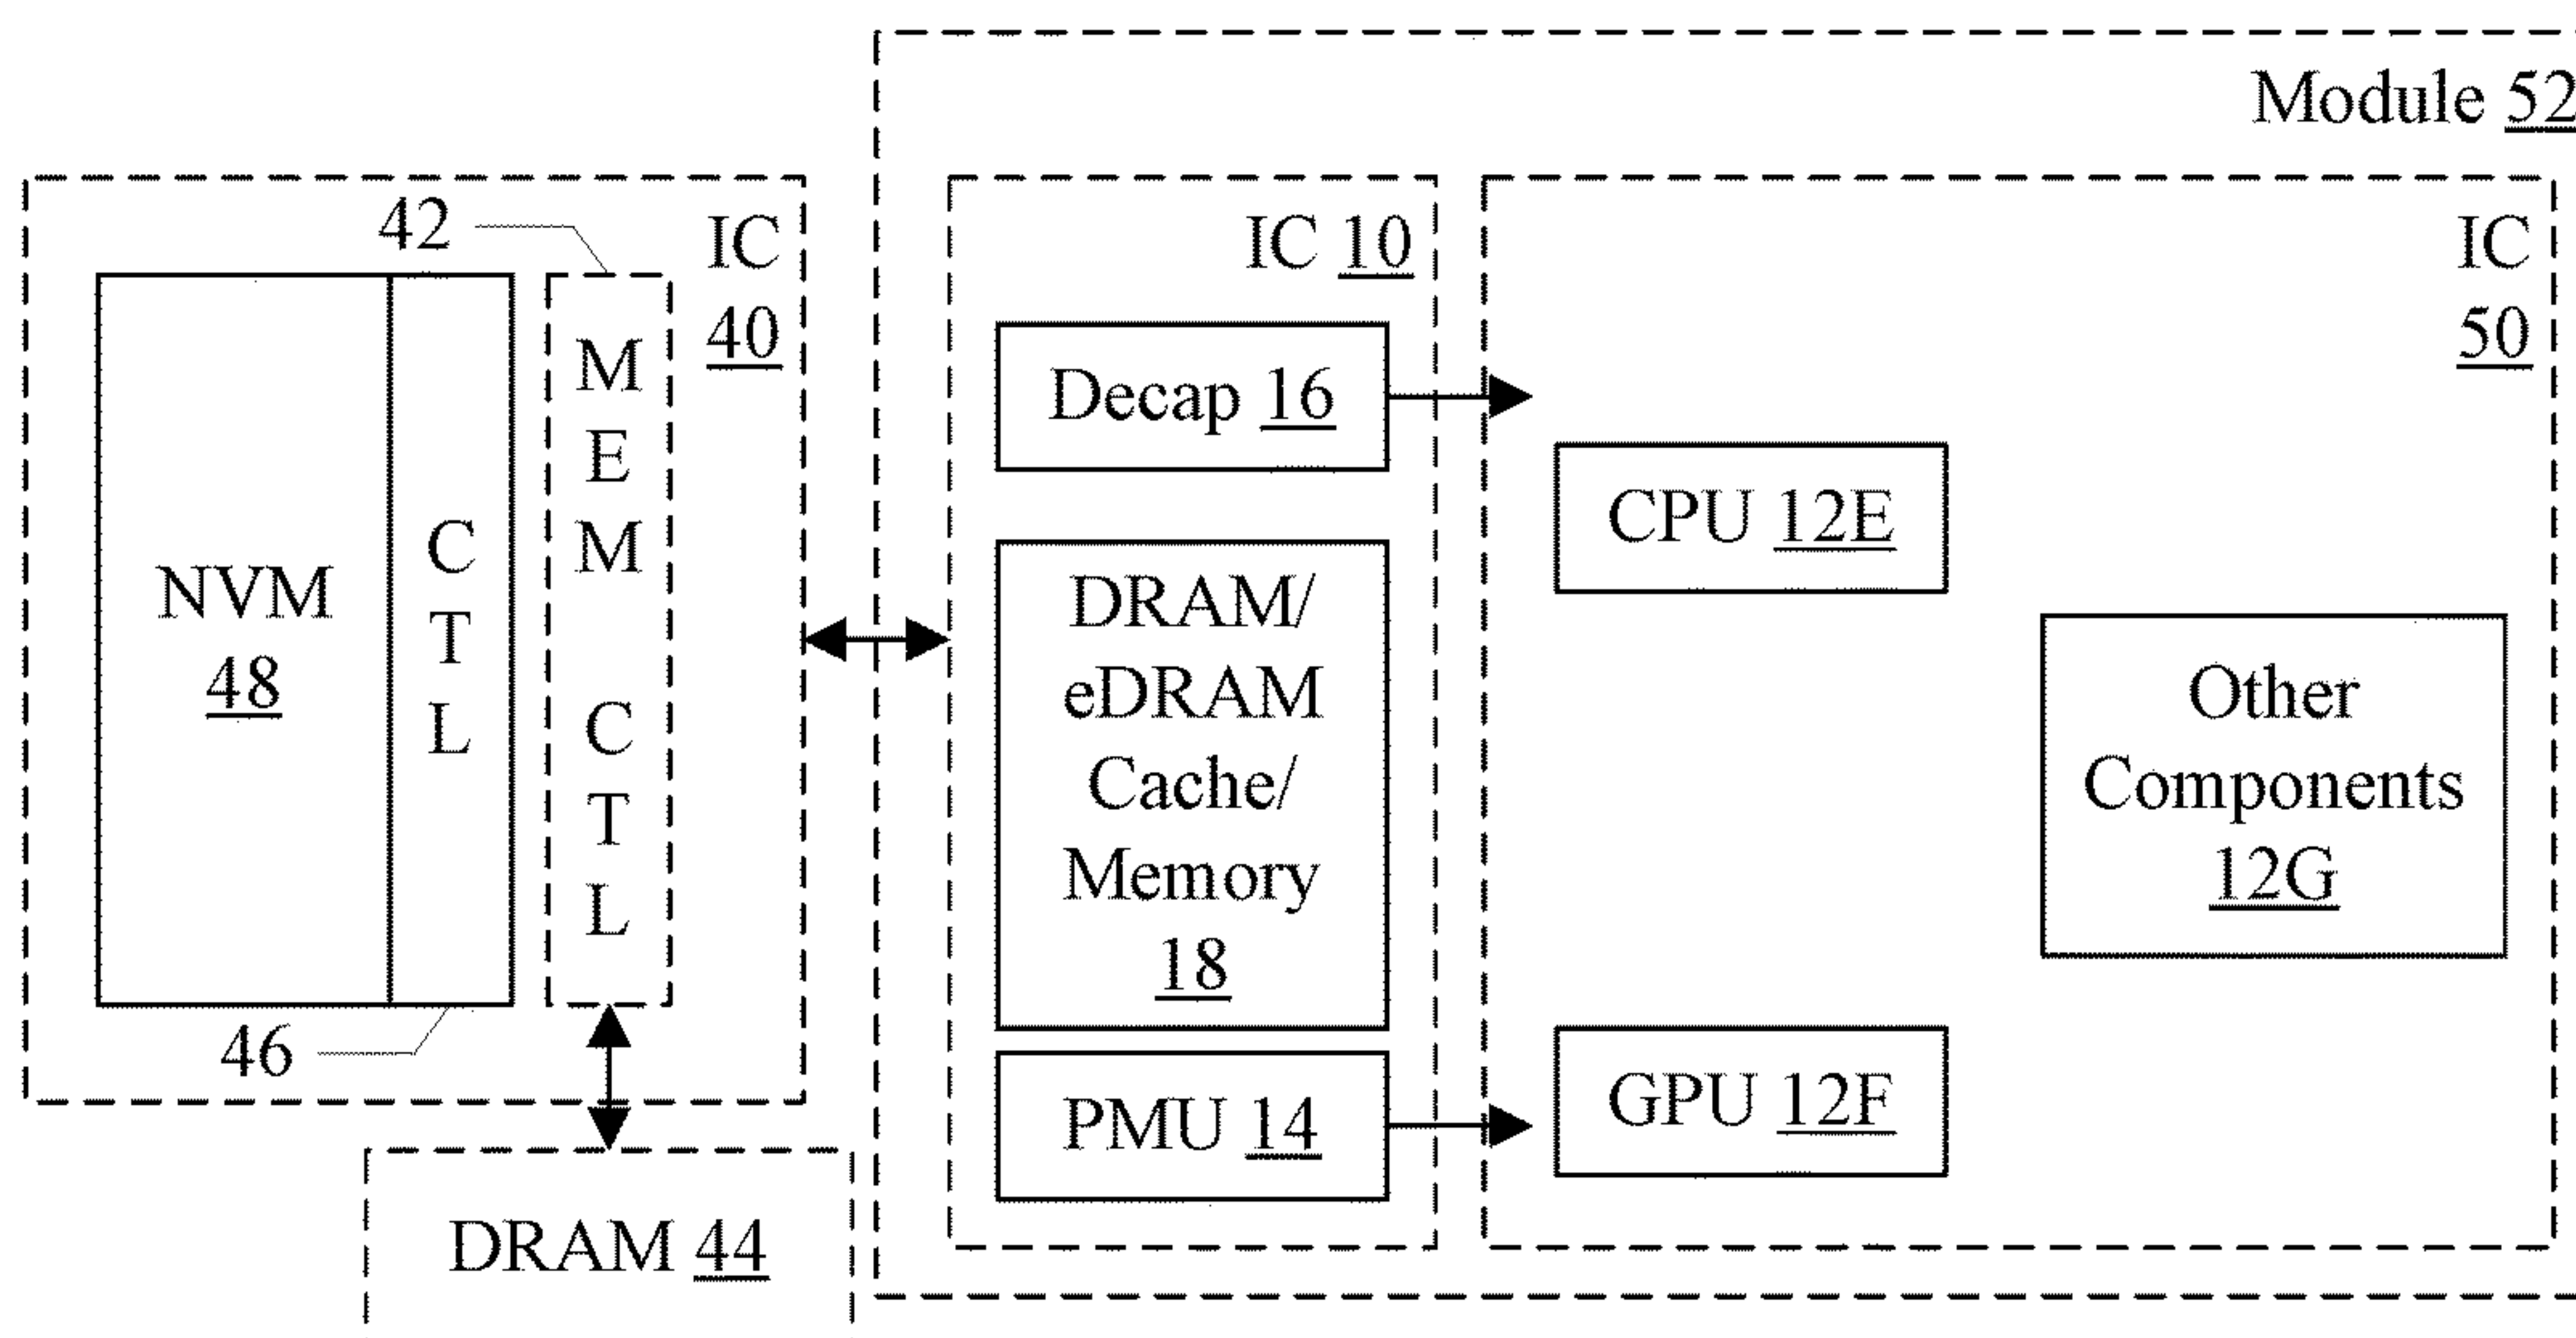 Module 52
42
IC
40
NVM
48
C
T
L
M
E
M
C
T
L
46
DRAM 44
IC 10
Decap 16
DRAM/
eDRAM
Cache/
Memory
18
PMU 14
IC
50
CPU 12E
Other
Components
12G
GPU 12F